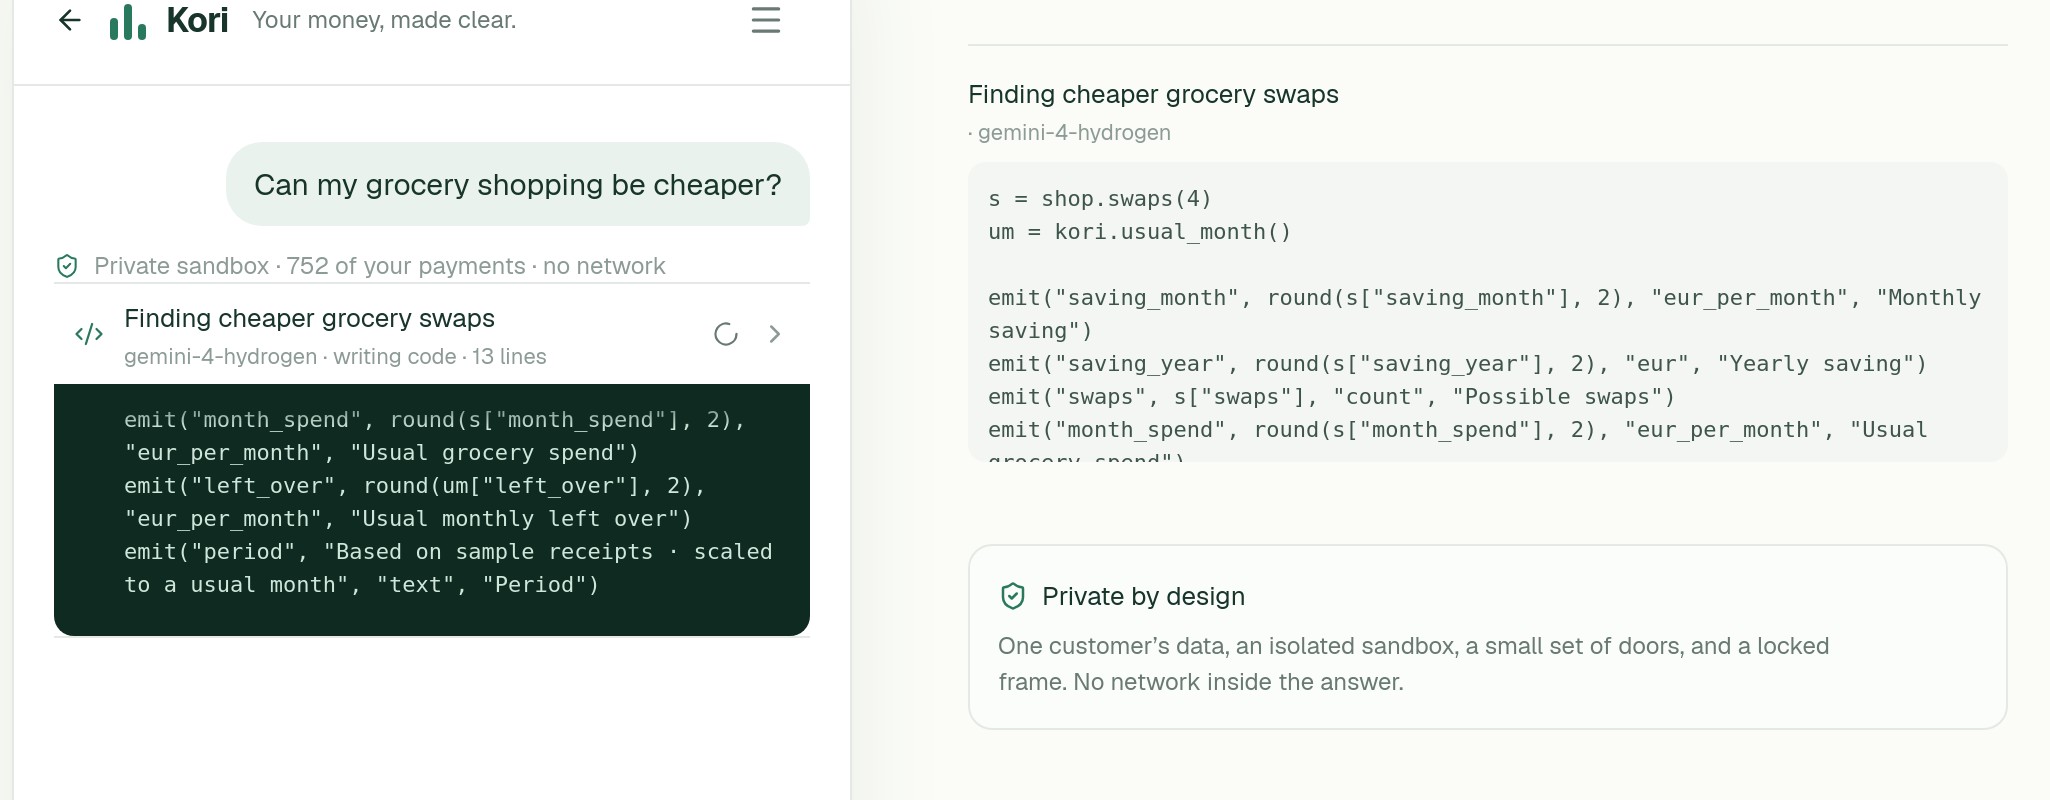 Kori Your money, made clear.
Can my grocery shopping be cheaper?
Private sandbox · 752 of your payments · no network
Finding cheaper grocery swaps
gemini-4-hydrogen · writing code · 13 lines
emit("month_spend", round(s["month_spend"], 2),
"eur_per_month", "Usual grocery spend")
emit("left_over", round(um["left_over"], 2),
"eur_per_month", "Usual monthly left over")
emit("period", "Based on sample receipts · scaled
to a usual month", "text", "Period")
Finding cheaper grocery swaps
· gemini-4-hydrogen
s = shop.swaps(4)
um = kori.usual_month()
emit("saving_month", round(s["saving_month"], 2), "eur_per_month", "Monthly
saving")
emit("saving_year", round(s["saving_year"], 2), "eur", "Yearly saving")
emit("swaps", s["swaps"], "count", "Possible swaps")
emit("month_spend", round(s["month_spend"], 2), "eur_per_month", "Usual
grocery spend")
Private by design
One customer’s data, an isolated sandbox, a small set of doors, and a locked
frame. No network inside the answer.